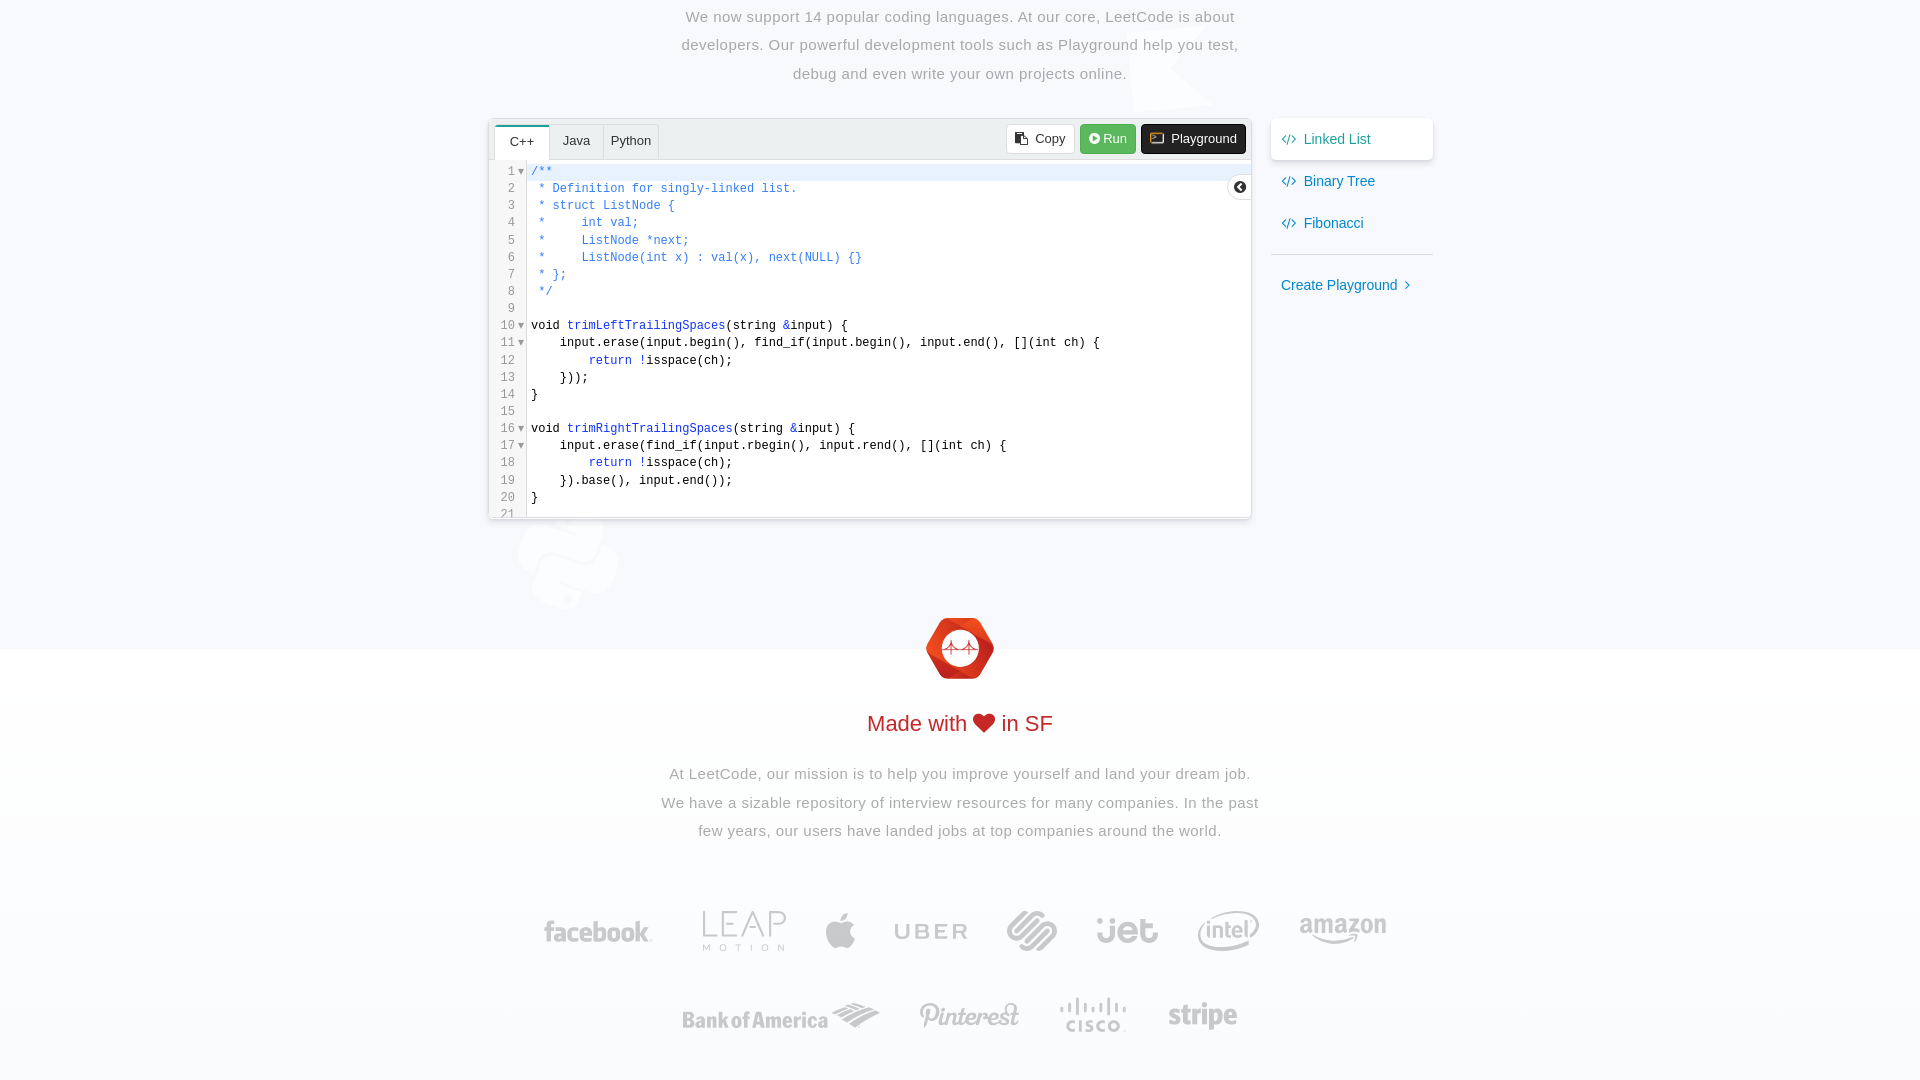 We now support 14 popular coding languages. At our core, LeetCode is about
developers. Our powerful development tools such as Playground help you test,
debug and even write your own projects online.
C++ Java Python Copy Run Playground
1 /**
2  * Definition for singly-linked list.
3  * struct ListNode {
4  *     int val;
5  *     ListNode *next;
6  *     ListNode(int x) : val(x), next(NULL) {}
7  * };
8  */
9
10 void trimLeftTrailingSpaces(string &input) {
11     input.erase(input.begin(), find_if(input.begin(), input.end(), [](int ch) {
12         return !isspace(ch);
13     }));
14 }
15
16 void trimRightTrailingSpaces(string &input) {
17     input.erase(find_if(input.rbegin(), input.rend(), [](int ch) {
18         return !isspace(ch);
19     }).base(), input.end());
20 }
21
Linked List
Binary Tree
Fibonacci
Create Playground
Made with in SF
At LeetCode, our mission is to help you improve yourself and land your dream job.
We have a sizable repository of interview resources for many companies. In the past
few years, our users have landed jobs at top companies around the world.
facebook LEAP MOTION UBER jet intel amazon
Bank of America Pinterest CISCO stripe